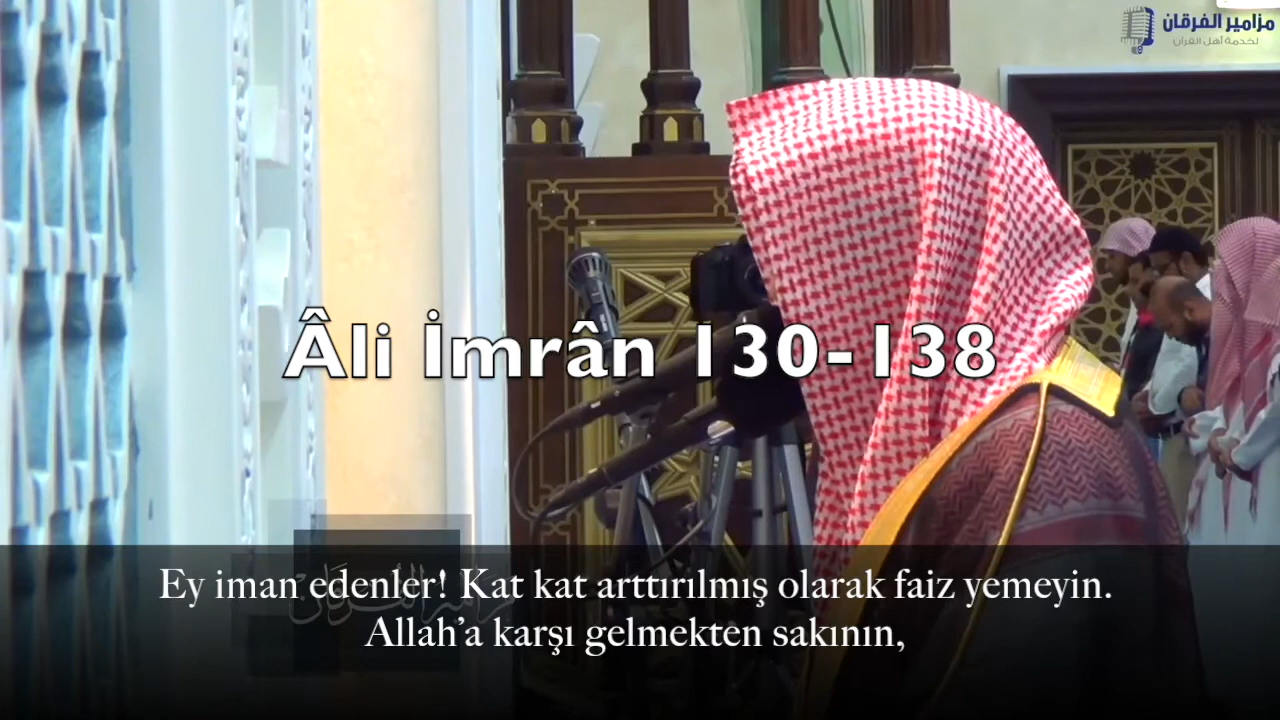 مزامير الفرقان
لخدمة أهل القرآن
Âli İmrân 130-138
Ey iman edenler! Kat kat arttırılmış olarak faiz yemeyin.
Allah’a karşı gelmekten sakının,